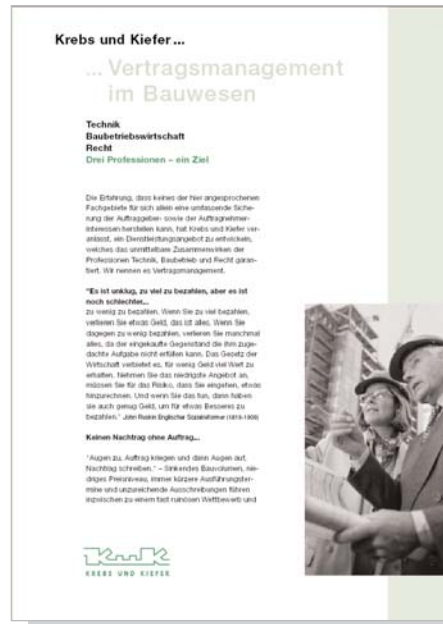 Krebs und Kiefer...
... Vertragsmanagement
im Bauwesen
Technik
Baubetriebswirtschaft
Recht
Drei Professionen – ein Ziel
Die Erfahrung, dass keines der hier angesprochenen
Fachgebiete für sich allein eine umfassende Siche-
rung der Auftraggeber- sowie der Auftragnehmer-
interessen herstellen kann, hat Krebs und Kiefer ver-
anlasst, ein Dienstleistungsangebot zu entwickeln,
welches das unmittelbare Zusammenwirken der
Professionen Technik, Baubetrieb und Recht garan-
tiert. Wir nennen es Vertragsmanagement.
"Es ist unklug, zu viel zu bezahlen, aber es ist
noch schlechter...
zu wenig zu bezahlen. Wenn Sie zu viel bezahlen,
verlieren Sie etwas Geld, das ist alles. Wenn Sie
dagegen zu wenig bezahlen, verlieren Sie manchmal
alles, da der eingekaufte Gegenstand die ihm zuge-
dachte Aufgabe nicht erfüllen kann. Das Gesetz der
Wirtschaft verbietet es, für wenig Geld viel Wert zu
erhalten. Nehmen Sie das niedrigste Angebot an,
müssen Sie für das Risiko, dass Sie eingehen, etwas
hinzurechnen. Und wenn Sie das tun, dann haben
sie auch genug Geld, um für etwas Besseres zu
bezahlen." John Ruskin Englischer Sozialreformer (1819-1900)
Keinen Nachtrag ohne Auftrag...
"Augen zu, Auftrag kriegen und dann Augen auf,
Nachtrag schreiben." – Sinkendes Bauvolumen, nie-
driges Preisniveau, immer kürzere Ausführungster-
mine und unzureichende Ausschreibungen führen
inzwischen zu einem fast ruinösen Wettbewerb und
KuK
KREBS UND KIEFER